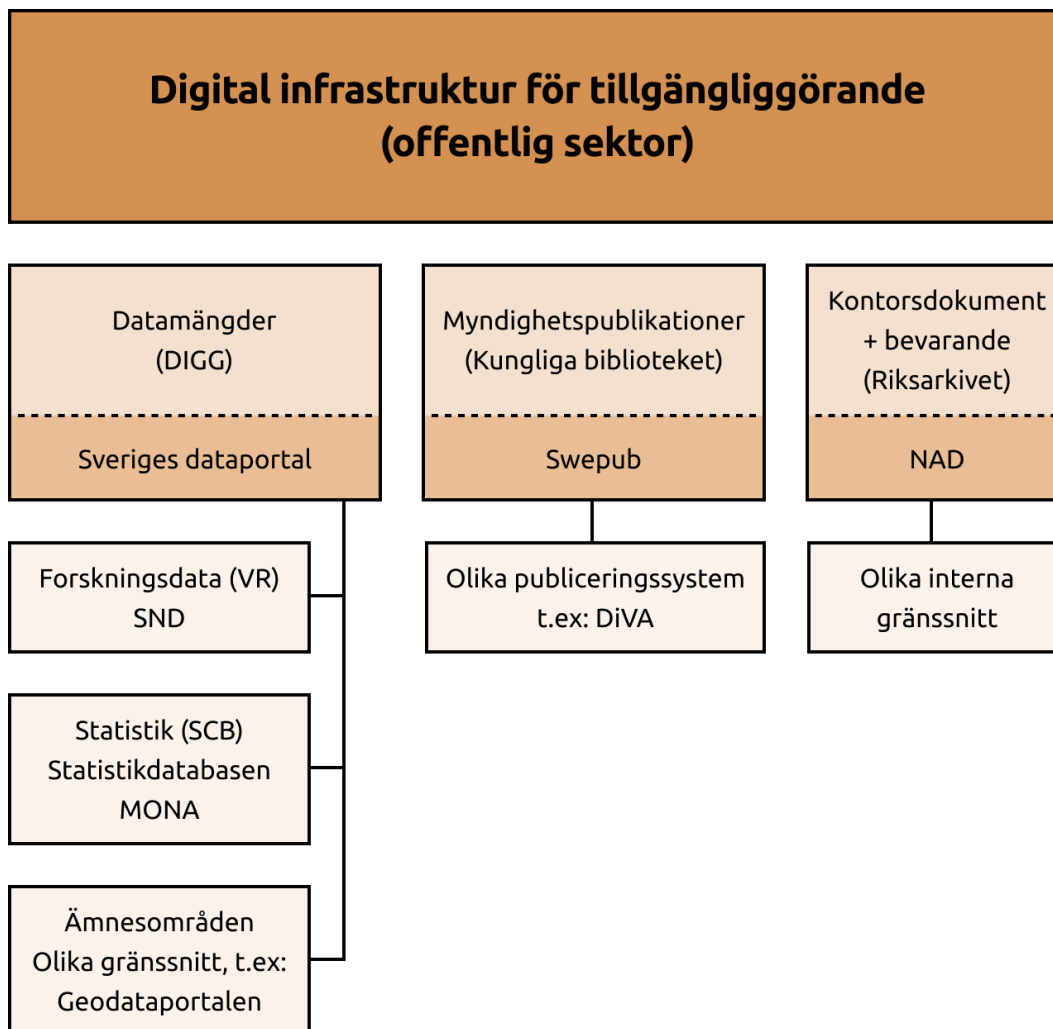 Digital infrastruktur för tillgängliggörande
(offentlig sektor)
Datamängder
(DIGG)
Sveriges dataportal
Myndighetspublikationer
(Kungliga biblioteket)
Swepub
Kontorsdokument
+ bevarande
(Riksarkivet)
NAD
Forskningsdata (VR)
SND
Statistik (SCB)
Statistikdatabasen
MONA
Ämnesområden
Olika gränssnitt, t.ex:
Geodataportalen
Olika publiceringssystem
t.ex: DiVA
Olika interna
gränssnitt